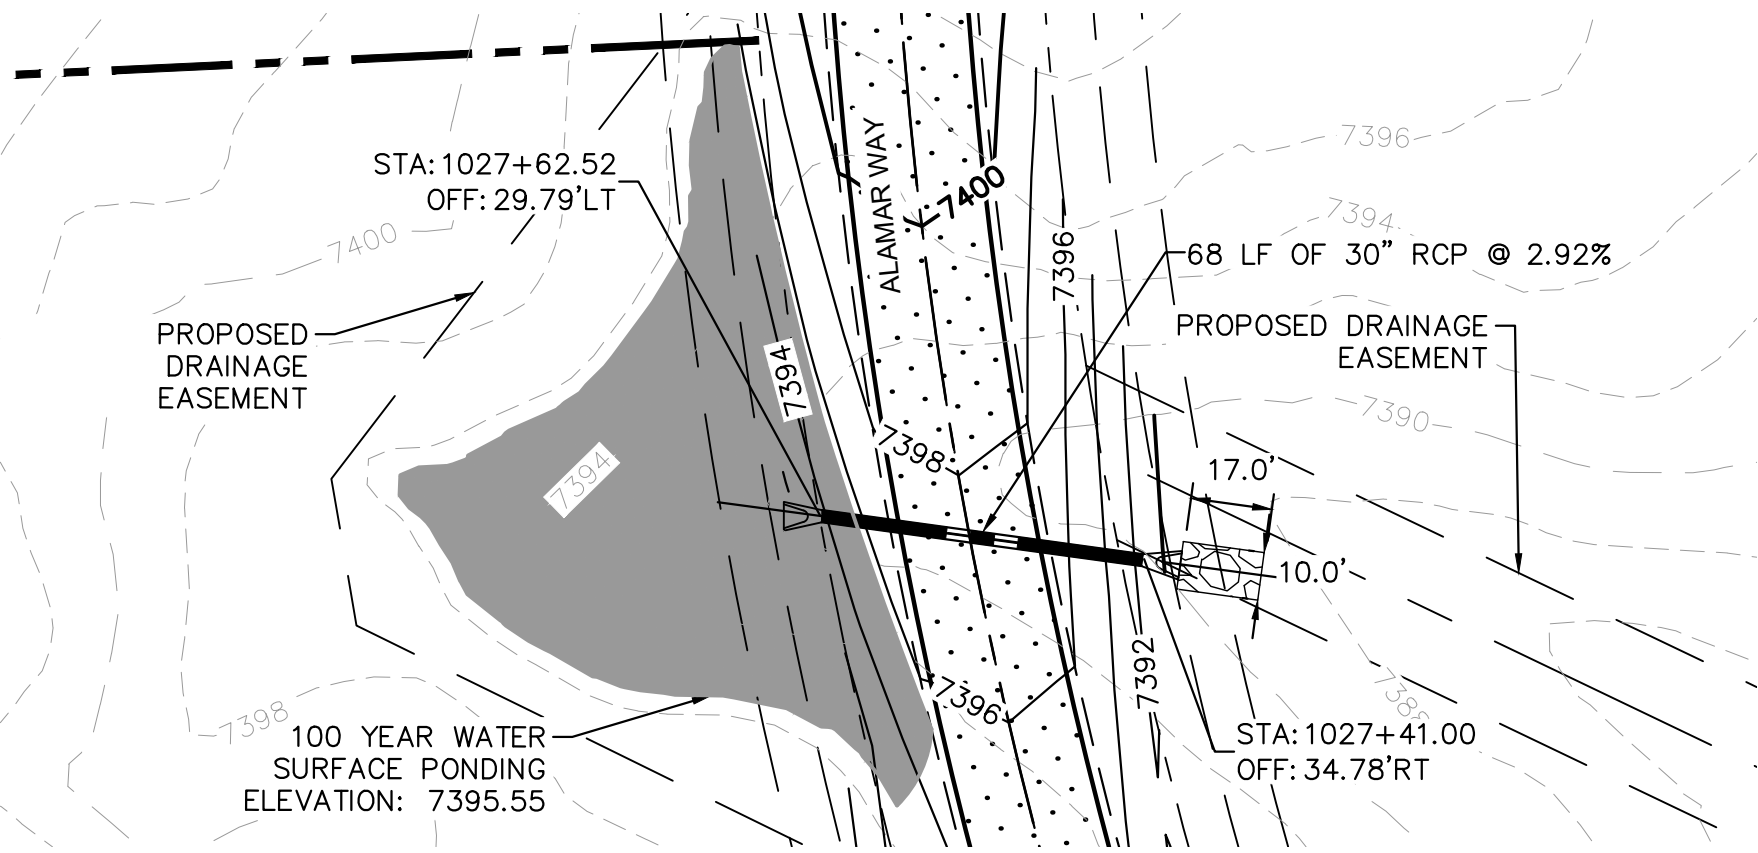 7396
STA:1027+62.52
OFF:29.79'LT
ALAMAR WAY
7400
7394
7400
7396
68 LF OF 30" RCP @ 2.92%
PROPOSED DRAINAGE
EASEMENT
PROPOSED
DRAINAGE
EASEMENT
7394
7390
7398
7394
17.0'
10.0'
7392
7388
7396
7398
100 YEAR WATER
SURFACE PONDING
ELEVATION: 7395.55
STA:1027+41.00
OFF:34.78'RT